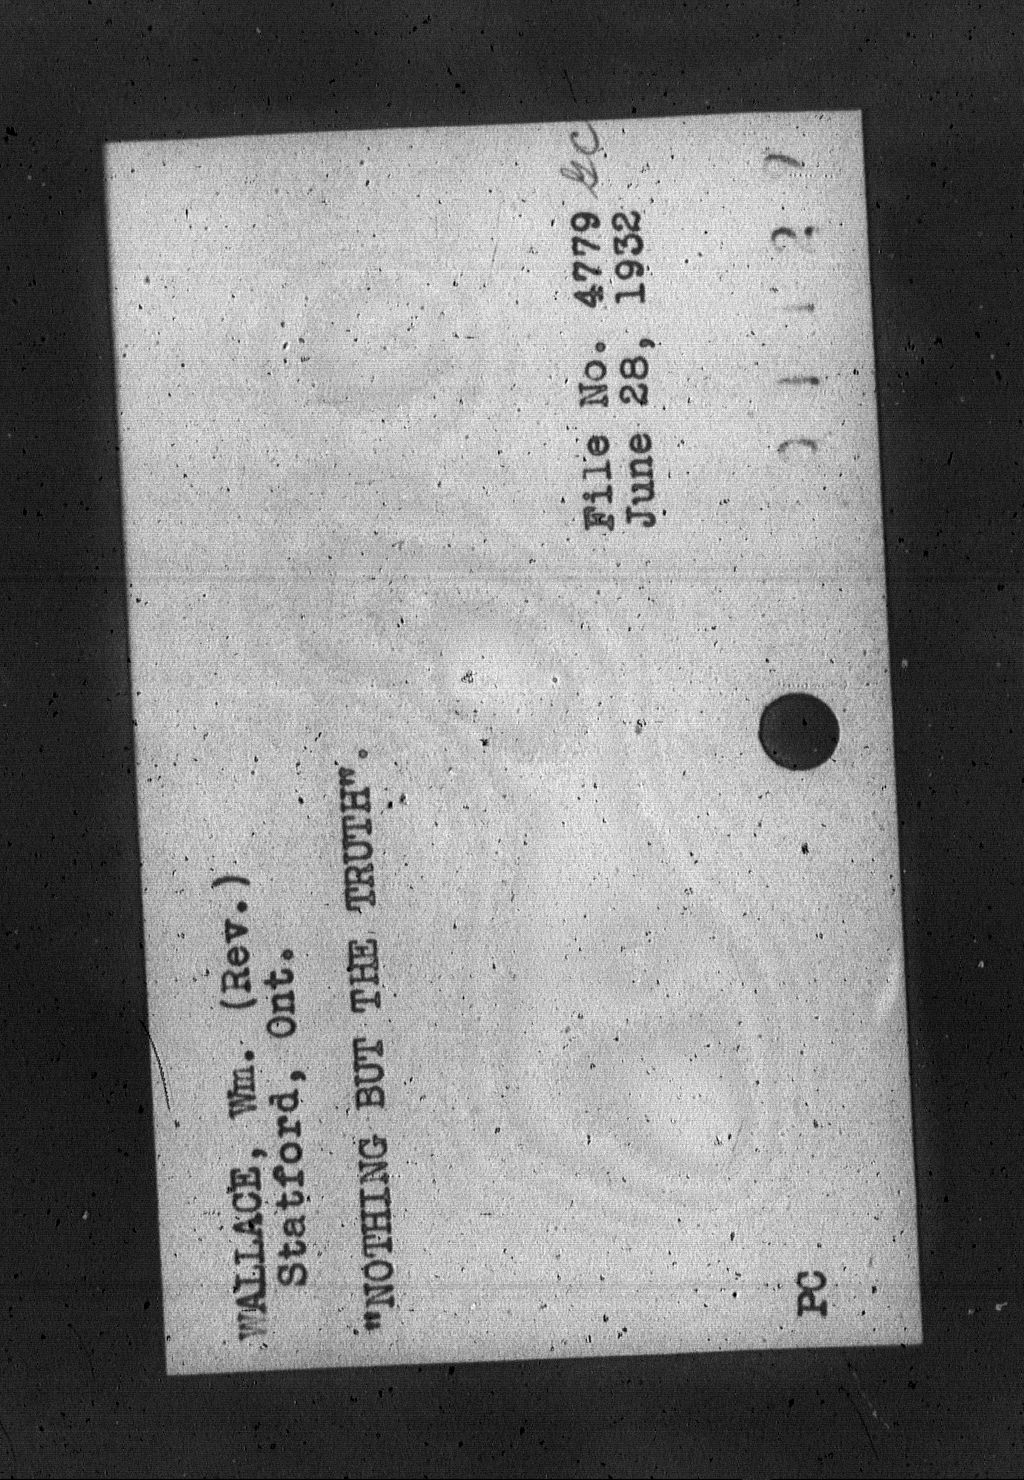 WALLACE, Wm. (Rev.)
Statford, Ont.
"NOTHING BUT THE TRUTH".
File No. 4779
June 28, 1932
PC